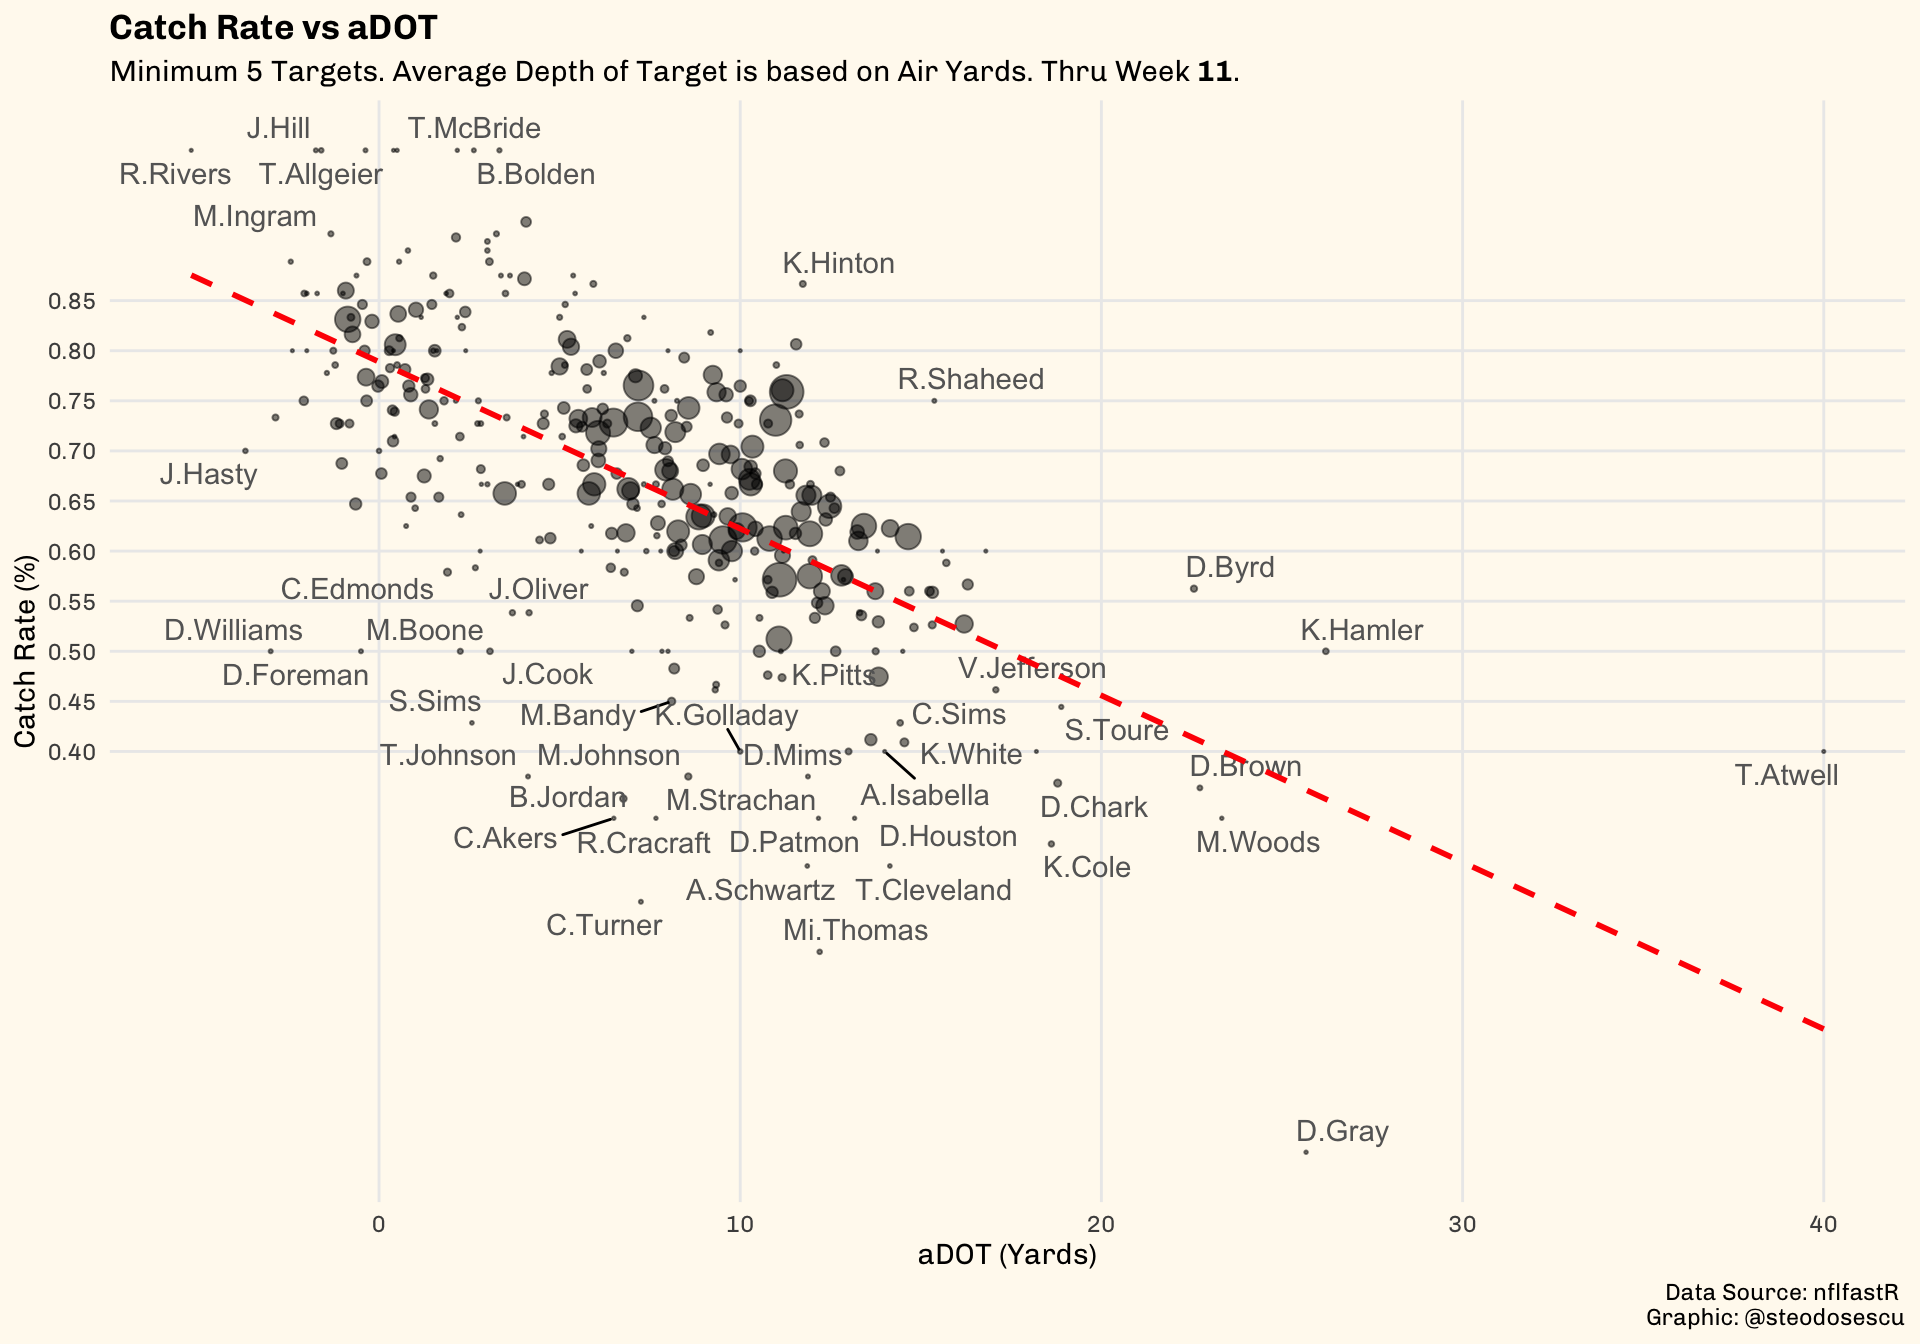 Catch Rate vs aDOT
Minimum 5 Targets. Average Depth of Target is based on Air Yards. Thru Week 11.
J.Hill
T.McBride
R.Rivers
T.Allgeier
B.Bolden
M.Ingram
K.Hinton
0.85
0.80
0.75
R.Shaheed
0.70
J.Hasty
0.65
0.60
D.Byrd
C.Edmonds
J.Oliver
0.55
D.Williams
M.Boone
K.Hamler
0.50
D.Foreman
J.Cook
K.Pitts
V.Jefferson
0.45
S.Sims
M.Bandy
K.Golladay
C.Sims
S.Toure
0.40
T.Johnson
M.Johnson
D.Mims
K.White
D.Brown
T.Atwell
B.Jordan
M.Strachan
A.Isabella
D.Chark
C.Akers
R.Cracraft
D.Patmon
D.Houston
M.Woods
K.Cole
A.Schwartz
T.Cleveland
C.Turner
Mi.Thomas
D.Gray
Catch Rate (%)
0
10
20
30
40
aDOT (Yards)
Data Source: nflfastR
Graphic: @steodosescu